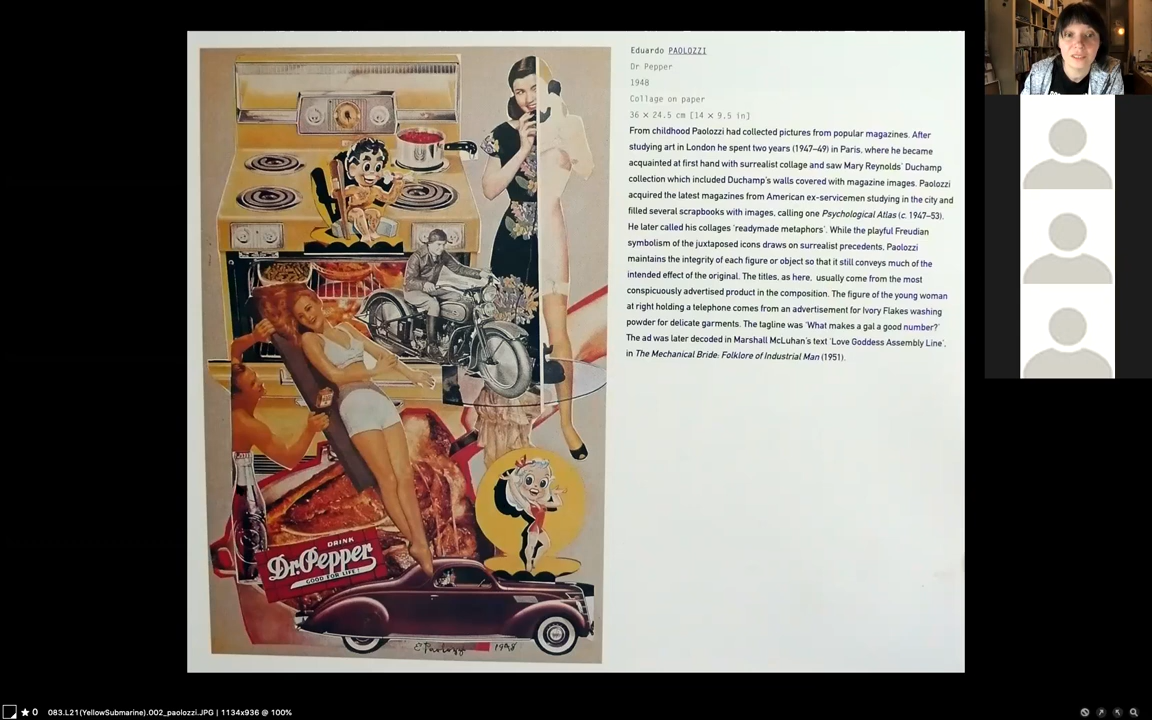 Eduardo PAOLOZZI
Dr Pepper
1948
Collage on paper
36 × 24.5 cm [14 × 9.5 in]
From childhood Paolozzi had collected pictures from popular magazines. After
studying art in London he spent two years (1947–49) in Paris, where he became
acquainted at first hand with surrealist collage and saw Mary Reynolds' Duchamp
collection which included Duchamp's walls covered with magazine images. Paolozzi
acquired the latest magazines from American ex-servicemen studying in the city and
filled several scrapbooks with images, calling one Psychological Atlas (c. 1947–53).
He later called his collages 'readymade metaphors'. While the playful Freudian
symbolism of the juxtaposed icons draws on surrealist precedents, Paolozzi
maintains the integrity of each figure or object so that it still conveys much of the
intended effect of the original. The titles, as here, usually come from the most
conspicuously advertised product in the composition. The figure of the young woman
at right holding a telephone comes from an advertisement for Ivory Flakes washing
powder for delicate garments. The tagline was 'What makes a gal a good number?'
The ad was later decoded in Marshall McLuhan's text 'Love Goddess Assembly Line',
in The Mechanical Bride: Folklore of Industrial Man (1951).
DRINK
Dr.Pepper
GOOD FOR LIFE!
E Paolozzi 1948
0 083.L21(YellowSubmarine).002_paolozzi.JPG | 1134x936 @ 100%